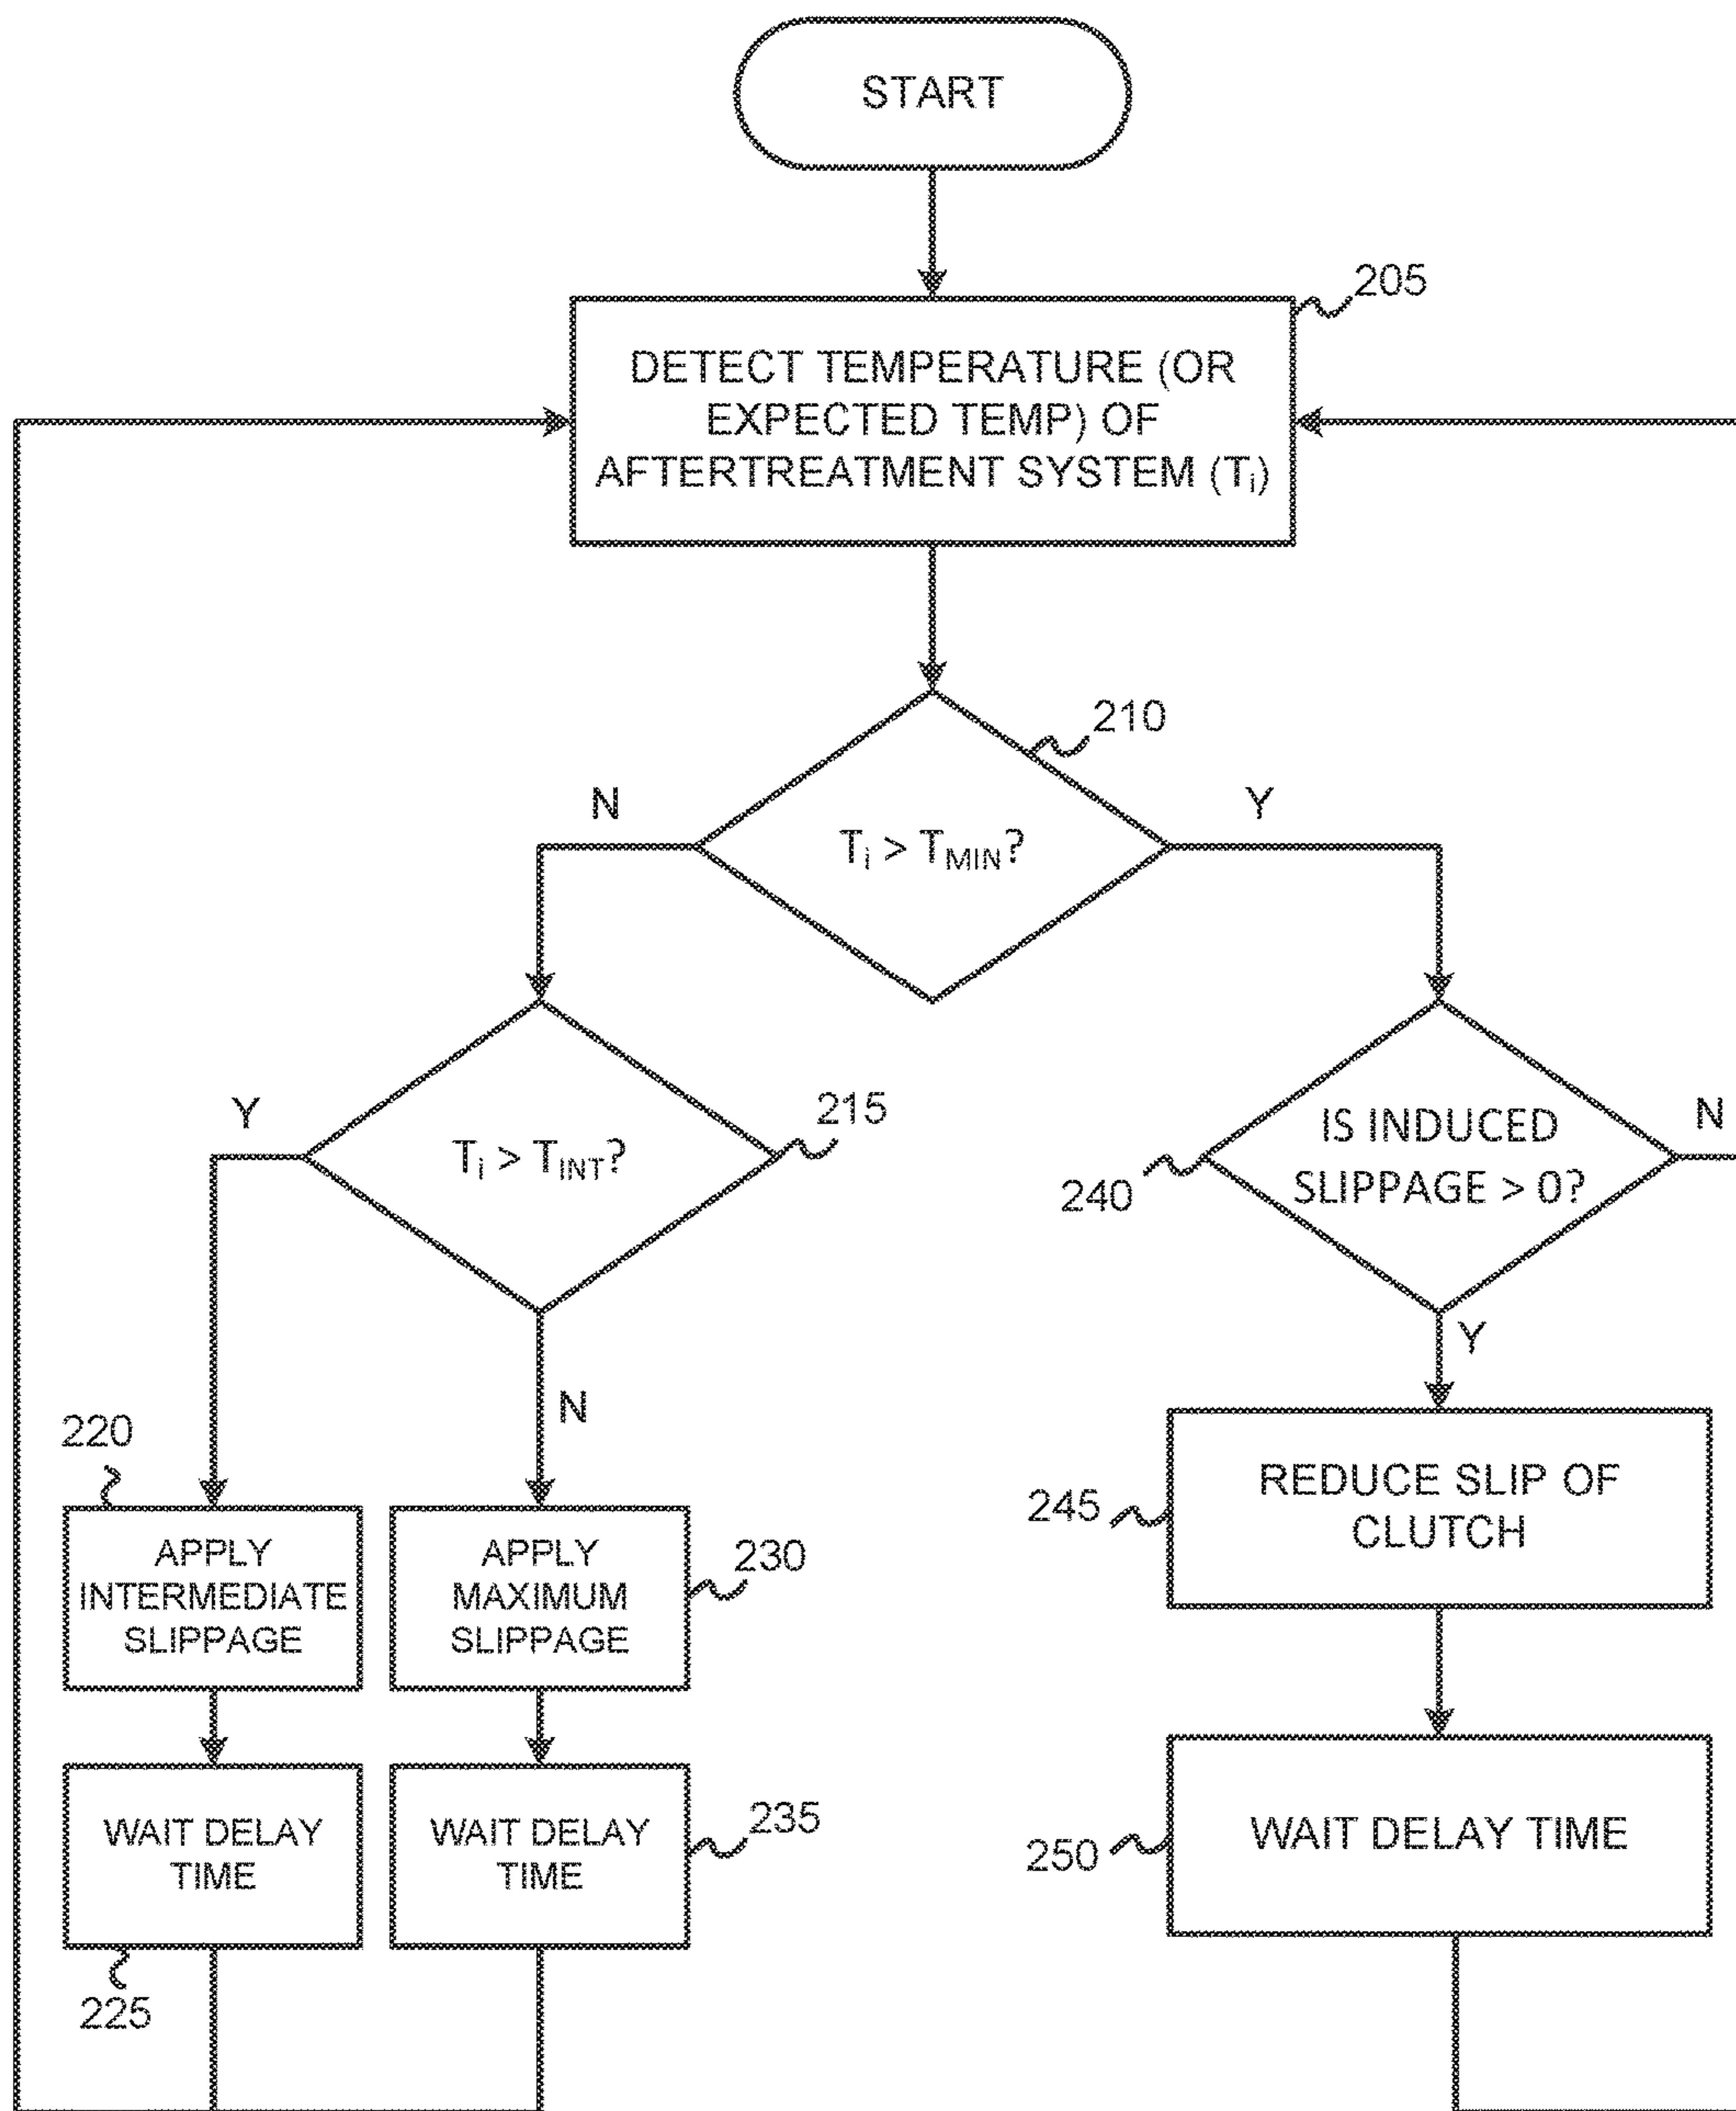 START
205
DETECT TEMPERATURE (OR
EXPECTED TEMP) OF
AFTERTREATMENT SYSTEM (Ti)
210
N
Y
Ti > TMIN?
Y
215
Ti > TINT?
N
IS INDUCED
SLIPPAGE > 0?
240
N
Y
220
APPLY
INTERMEDIATE
SLIPPAGE
APPLY
MAXIMUM
SLIPPAGE
230
245
REDUCE SLIP OF
CLUTCH
WAIT DELAY
TIME
225
WAIT DELAY
TIME
235
250
WAIT DELAY TIME